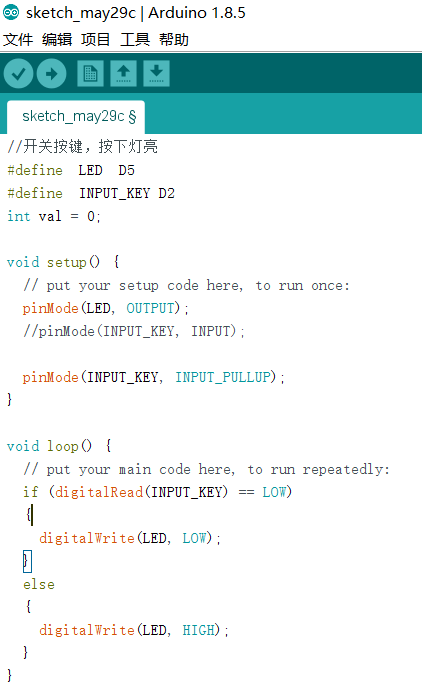 sketch_may29c | Arduino 1.8.5
文件 编辑 项目 工具 帮助
sketch_may29c §
//开关按键，按下灯亮
#define  LED  D5
#define  INPUT_KEY D2
int val = 0;
void setup() {
  // put your setup code here, to run once:
  pinMode(LED, OUTPUT);
  //pinMode(INPUT_KEY, INPUT);
  pinMode(INPUT_KEY, INPUT_PULLUP);
}
void loop() {
  // put your main code here, to run repeatedly:
  if (digitalRead(INPUT_KEY) == LOW)
  {
    digitalWrite(LED, LOW);
  }
  else
  {
    digitalWrite(LED, HIGH);
  }
}